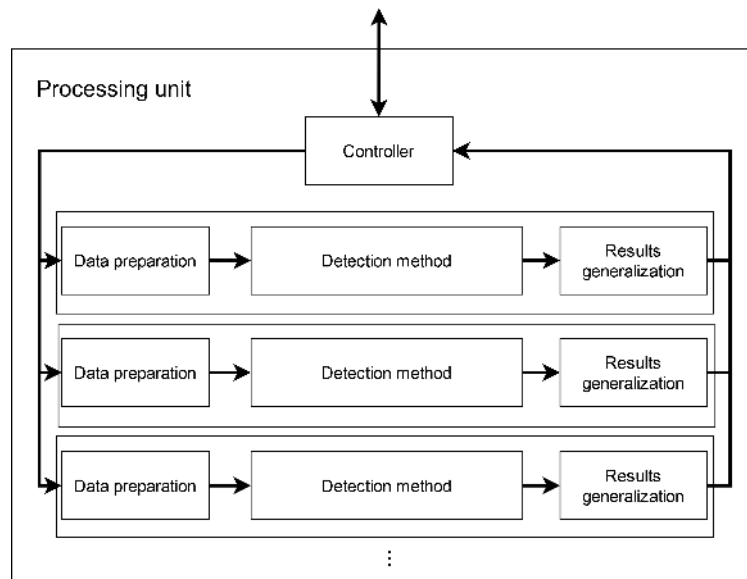 Processing unit
Controller
Data preparation
Detection method
Results
generalization
Data preparation
Detection method
Results
generalization
Data preparation
Detection method
Results
generalization
⋮